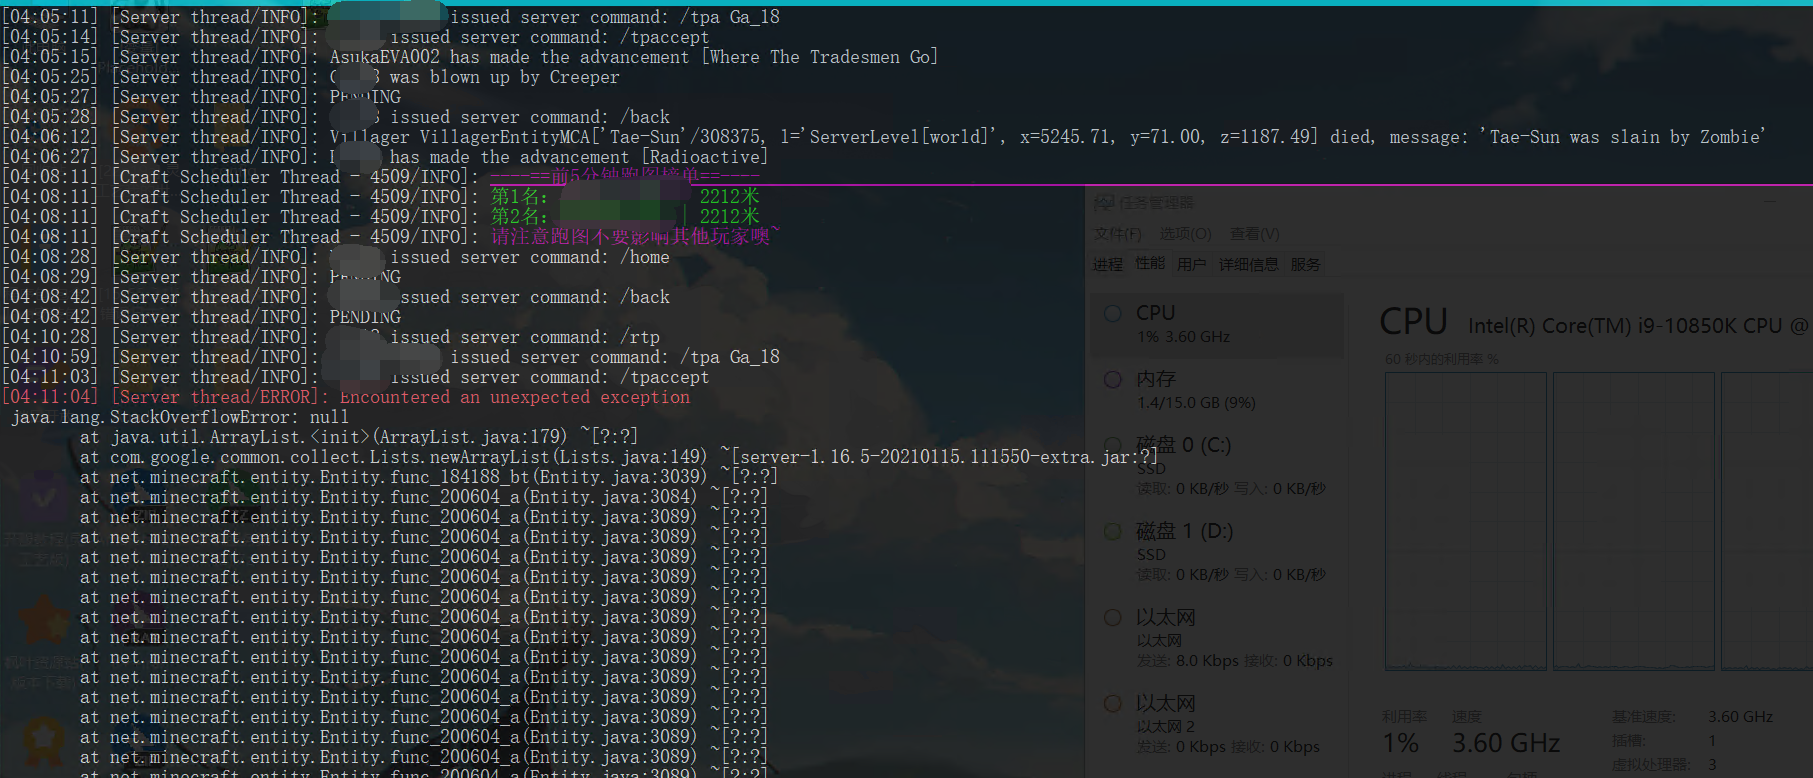 [04:05:11] [Server thread/INFO]: issued server command: /tpa Ga_18
[04:05:14] [Server thread/INFO]: issued server command: /tpaccept
[04:05:15] [Server thread/INFO]: AsukaEVA002 has made the advancement [Where The Tradesmen Go]
[04:05:25] [Server thread/INFO]: was blown up by Creeper
[04:05:27] [Server thread/INFO]: PENDING
[04:05:28] [Server thread/INFO]: issued server command: /back
[04:06:12] [Server thread/INFO]: Villager VillagerEntityMCA['Tae-Sun'/308375, l='ServerLevel[world]', x=5245.71, y=71.00, z=1187.49] died, message: 'Tae-Sun was slain by Zombie'
[04:06:27] [Server thread/INFO]: has made the advancement [Radioactive]
[04:08:11] [Craft Scheduler Thread - 4509/INFO]: ----==前5分钟跑图榜单==----
[04:08:11] [Craft Scheduler Thread - 4509/INFO]: 第1名: 2212米
[04:08:11] [Craft Scheduler Thread - 4509/INFO]: 第2名: | 2212米
[04:08:11] [Craft Scheduler Thread - 4509/INFO]: 请注意跑图不要影响其他玩家噢~
[04:08:28] [Server thread/INFO]: issued server command: /home
[04:08:29] [Server thread/INFO]: PENDING
[04:08:42] [Server thread/INFO]: issued server command: /back
[04:08:42] [Server thread/INFO]: PENDING
[04:10:28] [Server thread/INFO]: issued server command: /rtp
[04:10:59] [Server thread/INFO]: issued server command: /tpa Ga_18
[04:11:03] [Server thread/INFO]: issued server command: /tpaccept
[04:11:04] [Server thread/ERROR]: Encountered an unexpected exception
java.lang.StackOverflowError: null
at java.util.ArrayList.<init>(ArrayList.java:179) ~[?:?]
at com.google.common.collect.Lists.newArrayList(Lists.java:149) ~[server-1.16.5-20210115.111550-extra.jar:?]
at net.minecraft.entity.Entity.func_184188_bt(Entity.java:3039) ~[?:?]
at net.minecraft.entity.Entity.func_200604_a(Entity.java:3084) ~[?:?]
at net.minecraft.entity.Entity.func_200604_a(Entity.java:3089) ~[?:?]
at net.minecraft.entity.Entity.func_200604_a(Entity.java:3089) ~[?:?]
at net.minecraft.entity.Entity.func_200604_a(Entity.java:3089) ~[?:?]
at net.minecraft.entity.Entity.func_200604_a(Entity.java:3089) ~[?:?]
at net.minecraft.entity.Entity.func_200604_a(Entity.java:3089) ~[?:?]
at net.minecraft.entity.Entity.func_200604_a(Entity.java:3089) ~[?:?]
at net.minecraft.entity.Entity.func_200604_a(Entity.java:3089) ~[?:?]
at net.minecraft.entity.Entity.func_200604_a(Entity.java:3089) ~[?:?]
at net.minecraft.entity.Entity.func_200604_a(Entity.java:3089) ~[?:?]
at net.minecraft.entity.Entity.func_200604_a(Entity.java:3089) ~[?:?]
at net.minecraft.entity.Entity.func_200604_a(Entity.java:3089) ~[?:?]
at net.minecraft.entity.Entity.func_200604_a(Entity.java:3089) ~[?:?]
at net.minecraft.entity.Entity.func_200604_a(Entity.java:3089) ~[?:?]
at net.minecraft.entity.Entity.func_200604_a(Entity.java:3089) ~[?:?]
任务管理器
文件(F) 选项(O) 查看(V)
进程 性能 用户 详细信息 服务
CPU
1% 3.60 GHz
内存
1.4/15.0 GB (9%)
磁盘 0 (C:)
SSD
读取: 0 KB/秒 写入: 0 KB/秒
磁盘 1 (D:)
SSD
读取: 0 KB/秒 写入: 0 KB/秒
以太网
以太网
发送: 8.0 Kbps 接收: 0 Kbps
以太网
以太网 2
发送: 0 Kbps 接收: 0 Kbps
CPU Intel(R) Core(TM) i9-10850K CPU @
60 秒内的利用率 %
利用率 速度
1% 3.60 GHz
基准速度: 3.60 GHz
插槽: 1
虚拟处理器: 3